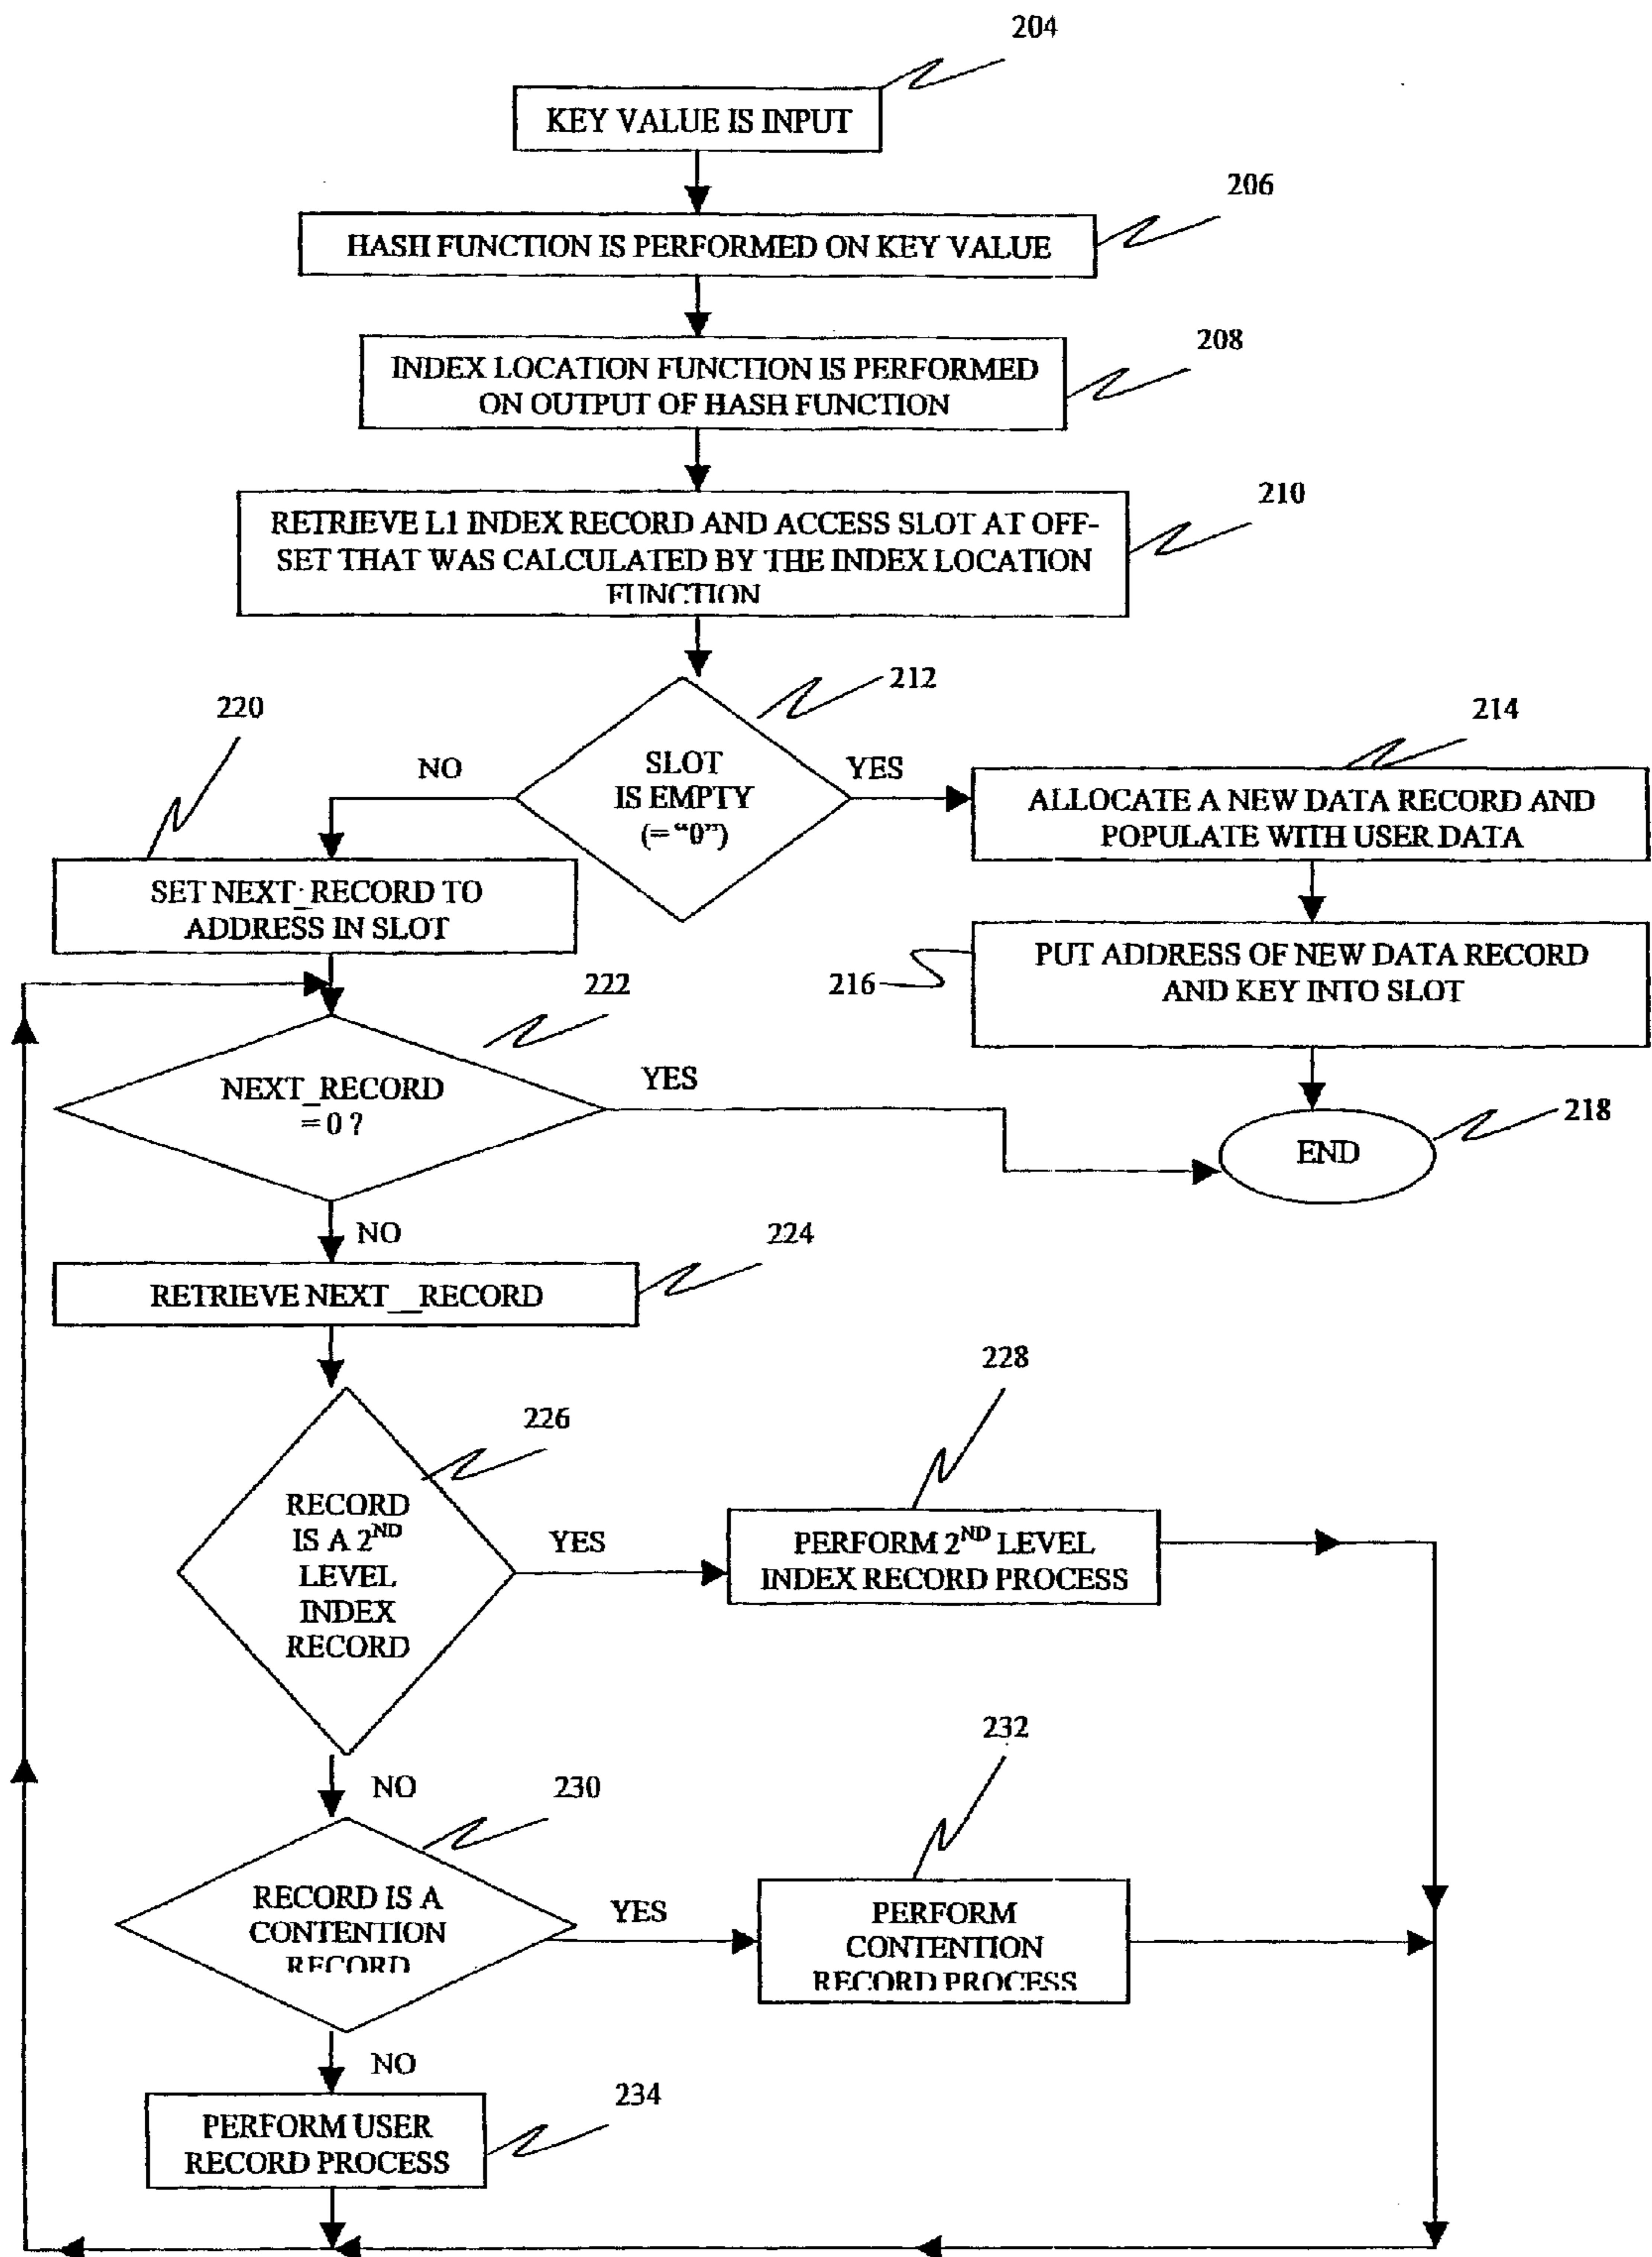 204
KEY VALUE IS INPUT
206
HASH FUNCTION IS PERFORMED ON KEY VALUE
208
INDEX LOCATION FUNCTION IS PERFORMED
ON OUTPUT OF HASH FUNCTION
210
RETRIEVE L1 INDEX RECORD AND ACCESS SLOT AT OFF-
SET THAT WAS CALCULATED BY THE INDEX LOCATION
FUNCTION
212
SLOT
IS EMPTY
(= “0”)
NO
YES
220
SET NEXT_RECORD TO
ADDRESS IN SLOT
214
ALLOCATE A NEW DATA RECORD AND
POPULATE WITH USER DATA
216
PUT ADDRESS OF NEW DATA RECORD
AND KEY INTO SLOT
218
END
222
NEXT_RECORD
= 0 ?
YES
NO
224
RETRIEVE NEXT__RECORD
226
RECORD
IS A 2ND
LEVEL
INDEX
RECORD
YES
228
PERFORM 2ND LEVEL
INDEX RECORD PROCESS
NO
230
RECORD IS A
CONTENTION
RECORD
YES
232
PERFORM
CONTENTION
RECORD PROCESS
NO
234
PERFORM USER
RECORD PROCESS